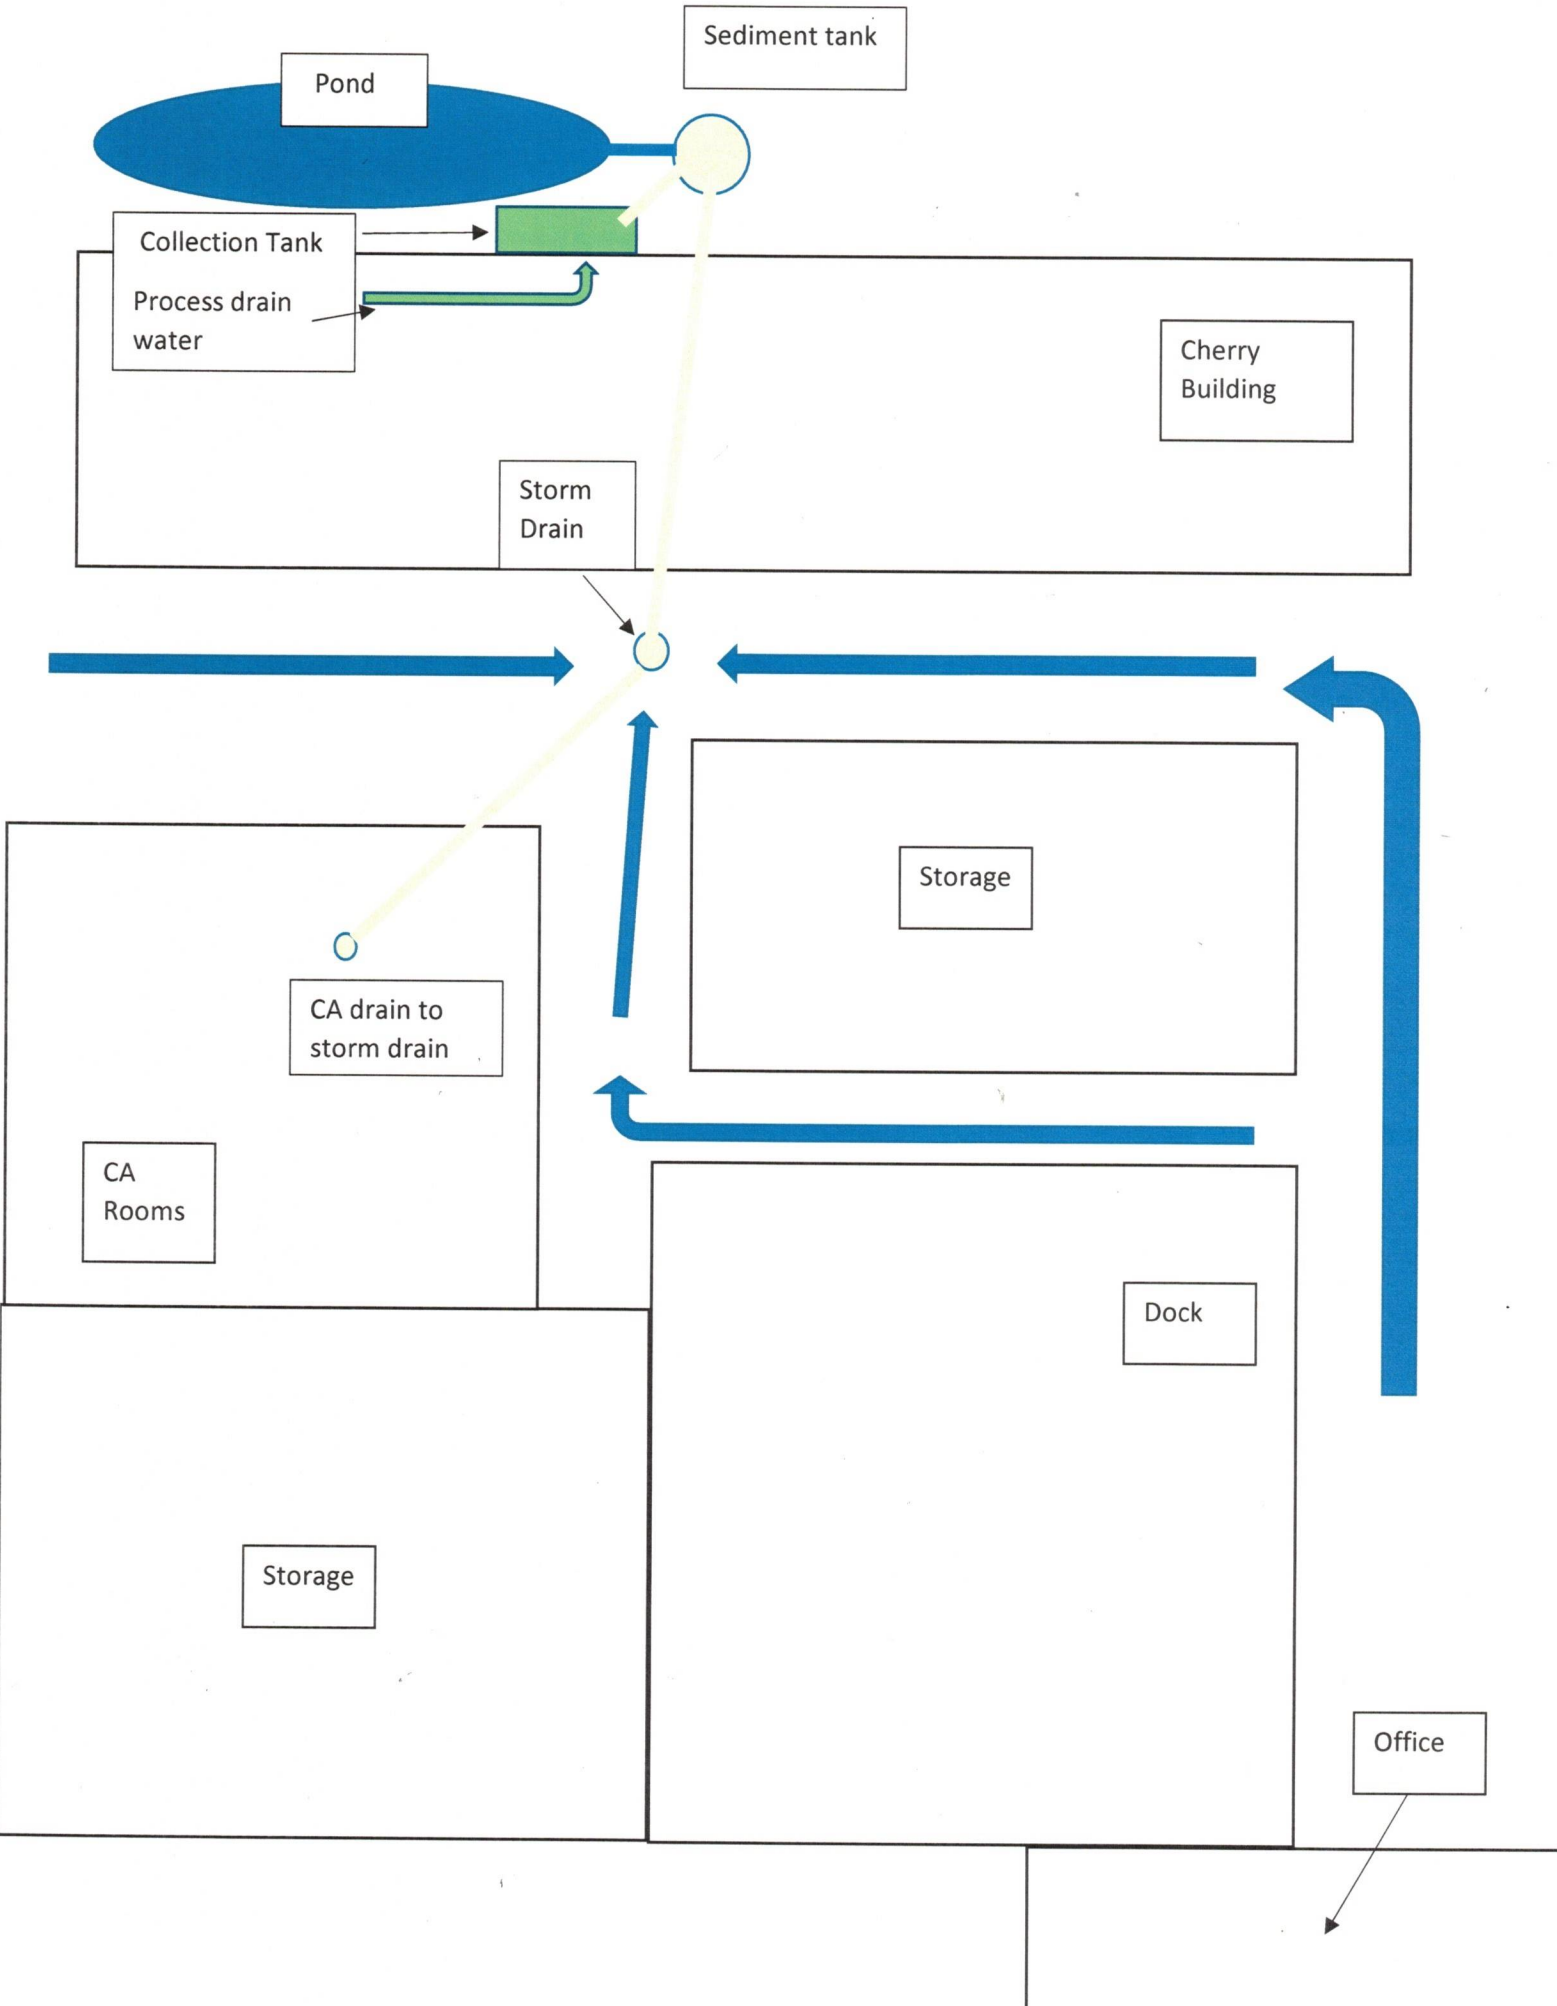 Sediment tank
Pond
Collection Tank
Process drain
water
Cherry
Building
Storm
Drain
Storage
CA drain to
storm drain
CA
Rooms
Dock
Storage
Office